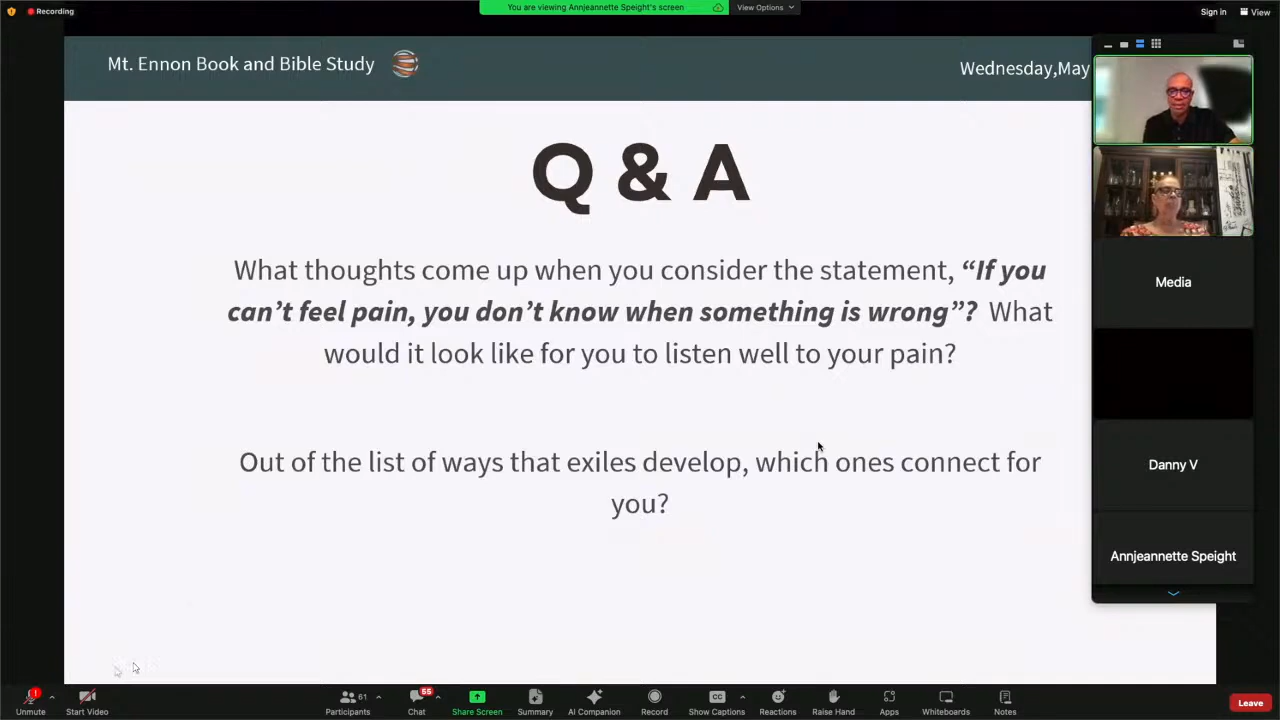 Recording
You are viewing Annjeannette Speight's screen
View Options
Sign in
View
Mt. Ennon Book and Bible Study
Wednesday,May
Q & A
What thoughts come up when you consider the statement, “If you
can’t feel pain, you don’t know when something is wrong”? What
would it look like for you to listen well to your pain?
Out of the list of ways that exiles develop, which ones connect for
you?
Media
Danny V
Annjeannette Speight
Unmute
Start Video
Participants
61
Chat
55
Share Screen
Summary
AI Companion
Record
CC
Show Captions
Reactions
Raise Hand
Apps
Whiteboards
Notes
Leave